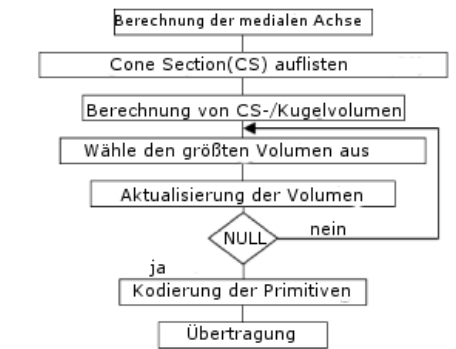 Berechnung der medialen Achse
Cone Section(CS) auflisten
Berechnung von CS-/Kugelvolumen
Wähle den größten Volumen aus
Aktualisierung der Volumen
NULL
nein
ja
Kodierung der Primitiven
Übertragung